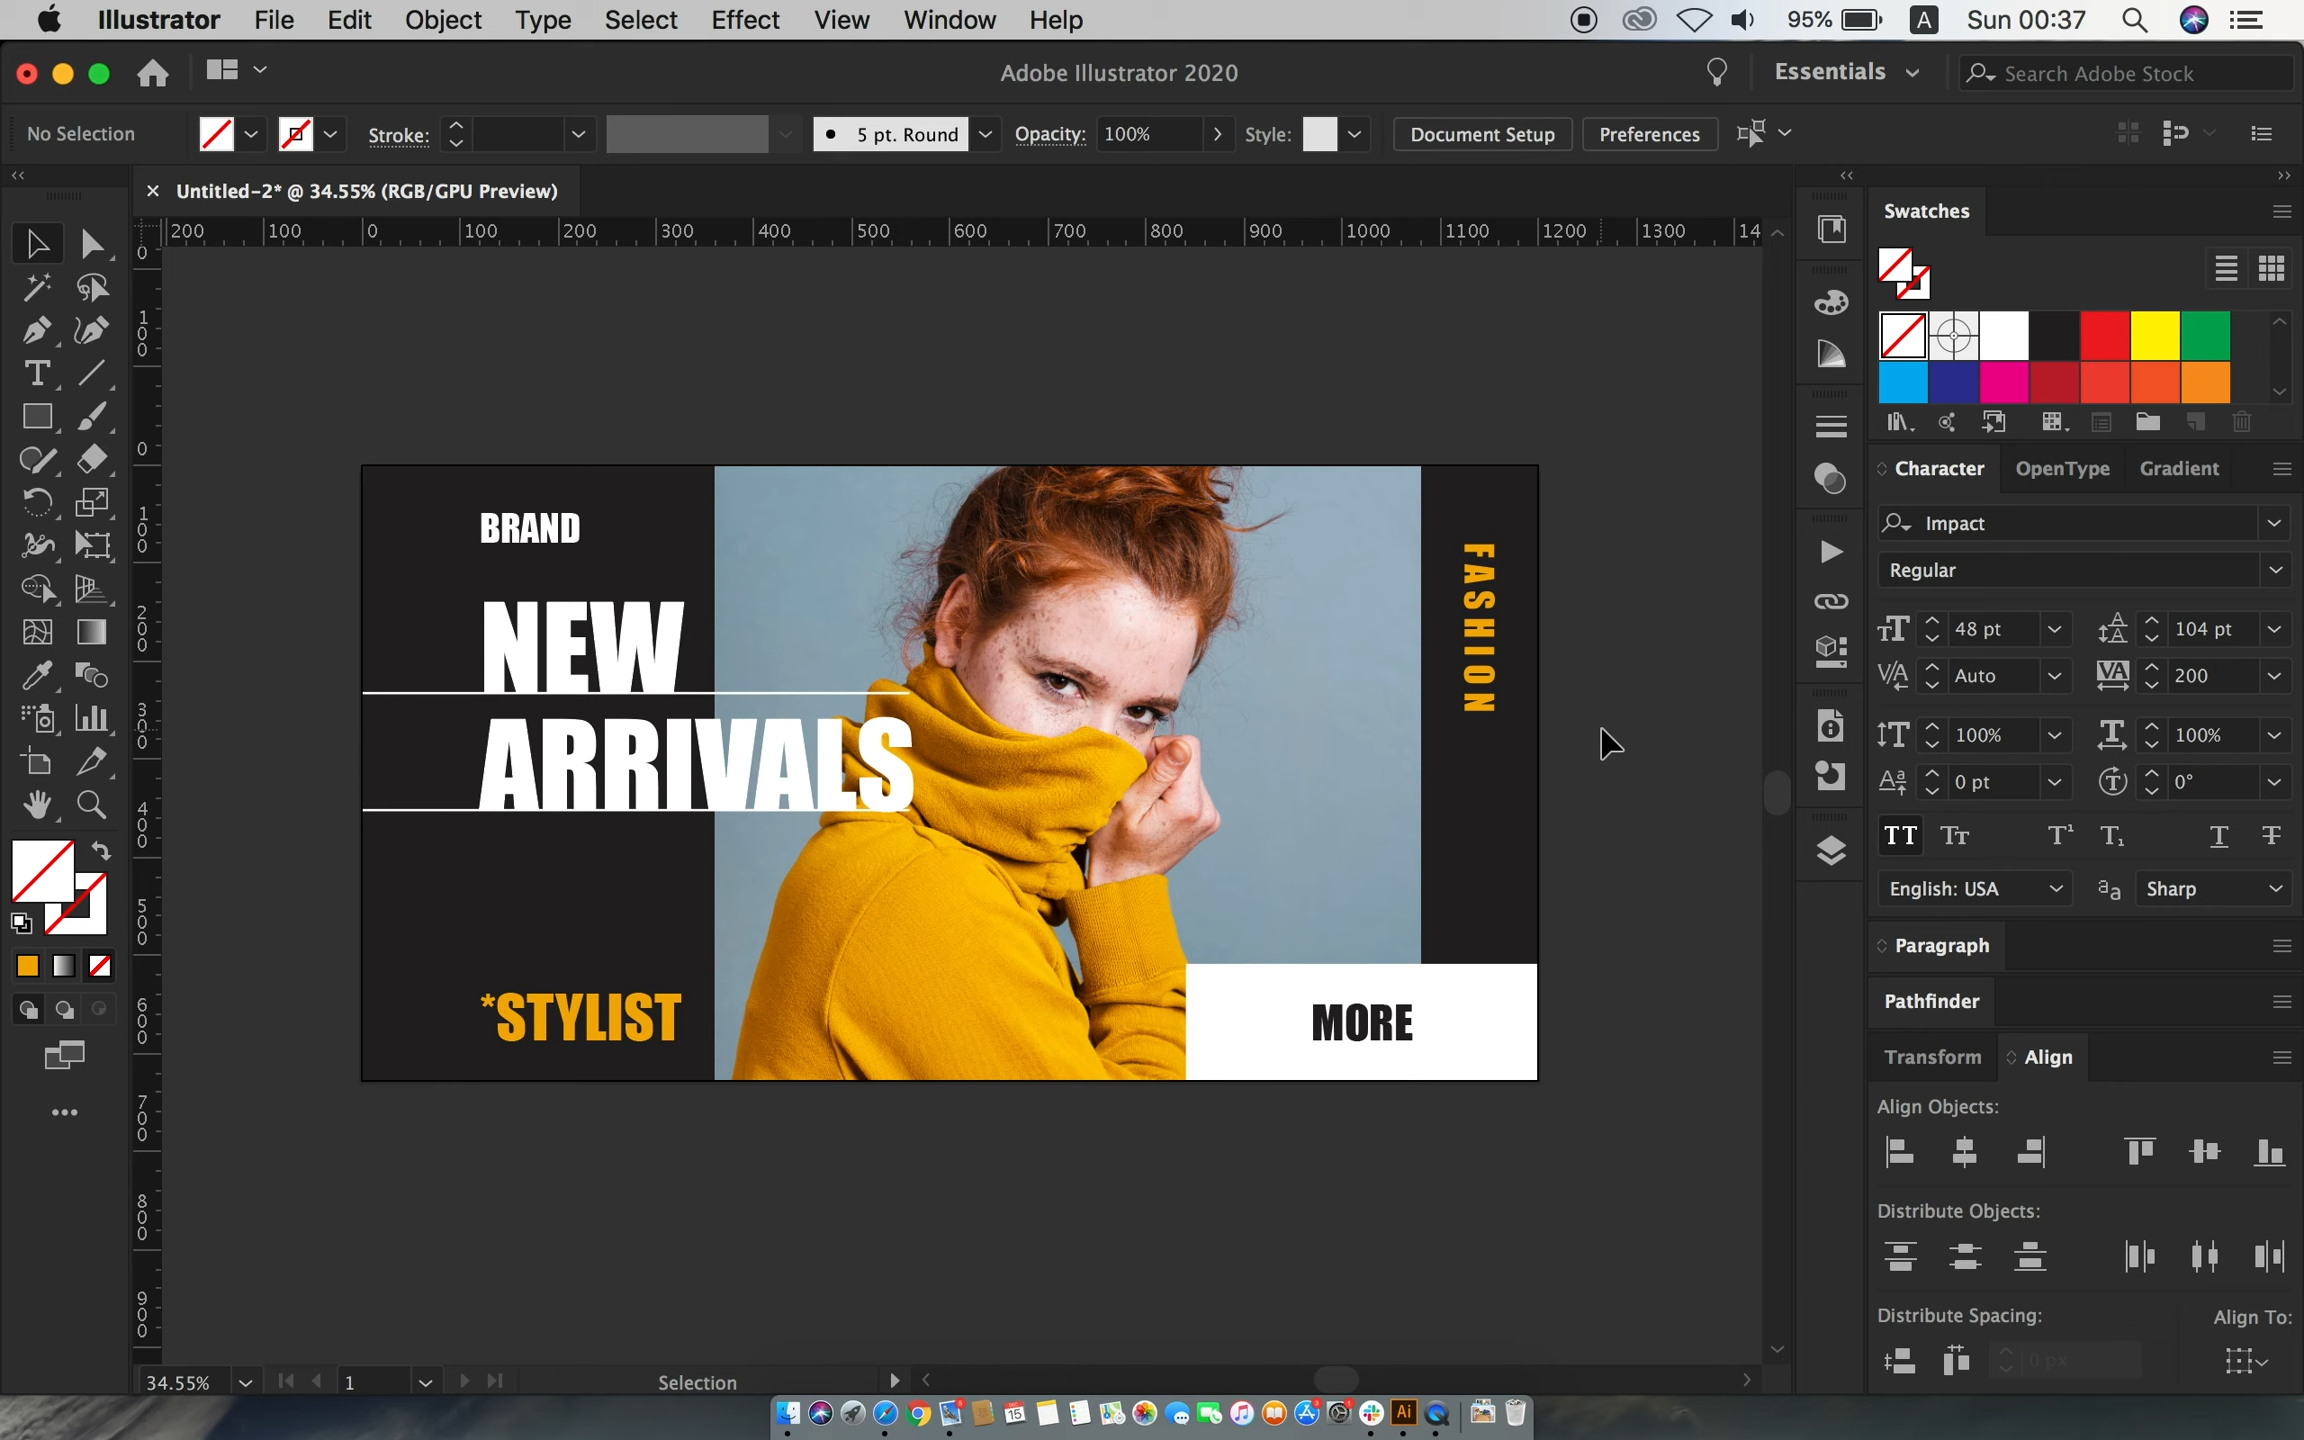 Illustrator File Edit Object Type Select Effect View Window Help 95% A Sun 00:37
Adobe Illustrator 2020 Essentials Search Adobe Stock
No Selection Stroke: 5 pt. Round Opacity: 100% Style: Document Setup Preferences
Untitled-2* @ 34.55% (RGB/GPU Preview)
200 100 0 100 200 300 400 500 600 700 800 900 1000 1100 1200 1300 14
0
100
0
100
200
300
400
500
600
700
800
900
BRAND
NEW
ARRIVALS
FASHION
*STYLIST
MORE
Swatches
Character OpenType Gradient
Impact
Regular
48 pt 104 pt
Auto 200
100% 100%
0 pt 0°
English: USA Sharp
Paragraph
Pathfinder
Transform Align
Align Objects:
Distribute Objects:
Distribute Spacing: Align To:
0 px
34.55% 1 Selection
15 Ai